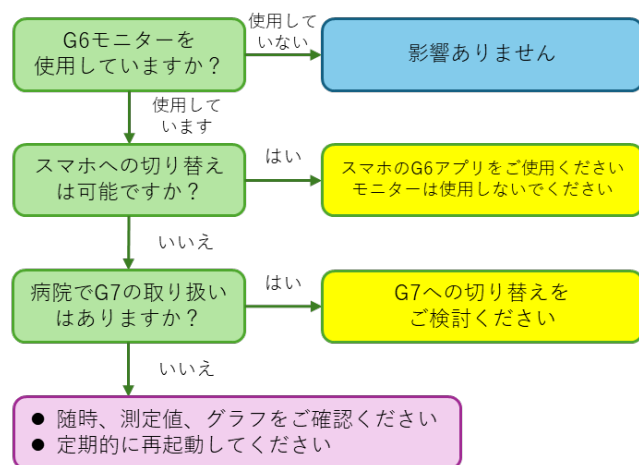 G6モニターを
使用していますか？
使用して
いない
影響ありません
使用して
います
スマホへの切り替え
は可能ですか？
はい
スマホのG6アプリをご使用ください
モニターは使用しないでください
いいえ
病院でG7の取り扱い
はありますか？
はい
G7への切り替えを
ご検討ください
いいえ
● 随時、測定値、グラフをご確認ください
● 定期的に再起動してください